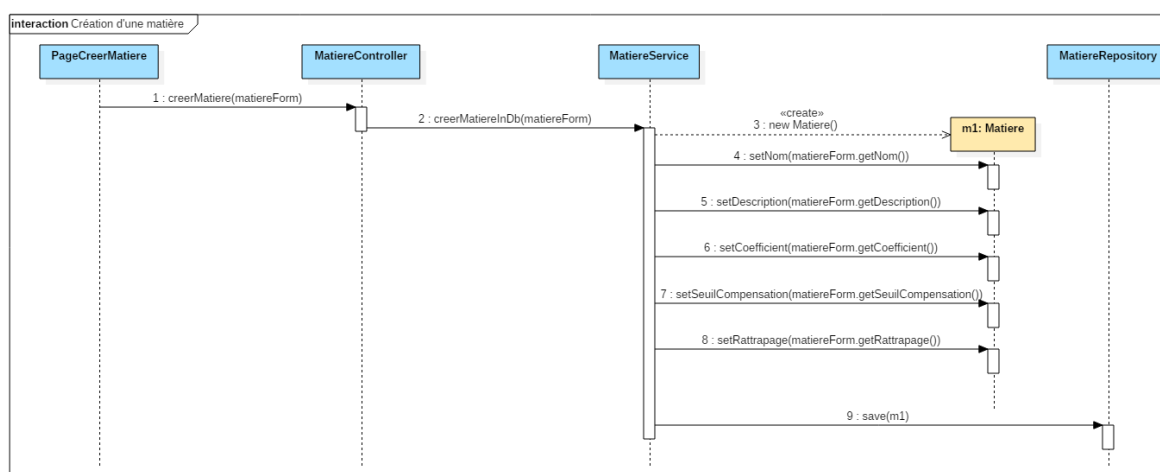 interaction Création d'une matière
PageCreerMatiere
MatiereController
MatiereService
MatiereRepository
1 : creerMatiere(matiereForm)
2 : creerMatiereInDb(matiereForm)
«create»
3 : new Matiere()
m1: Matiere
4 : setNom(matiereForm.getNom())
5 : setDescription(matiereForm.getDescription())
6 : setCoefficient(matiereForm.getCoefficient())
7 : setSeuilCompensation(matiereForm.getSeuilCompensation())
8 : setRattrapage(matiereForm.getRattrapage())
9 : save(m1)